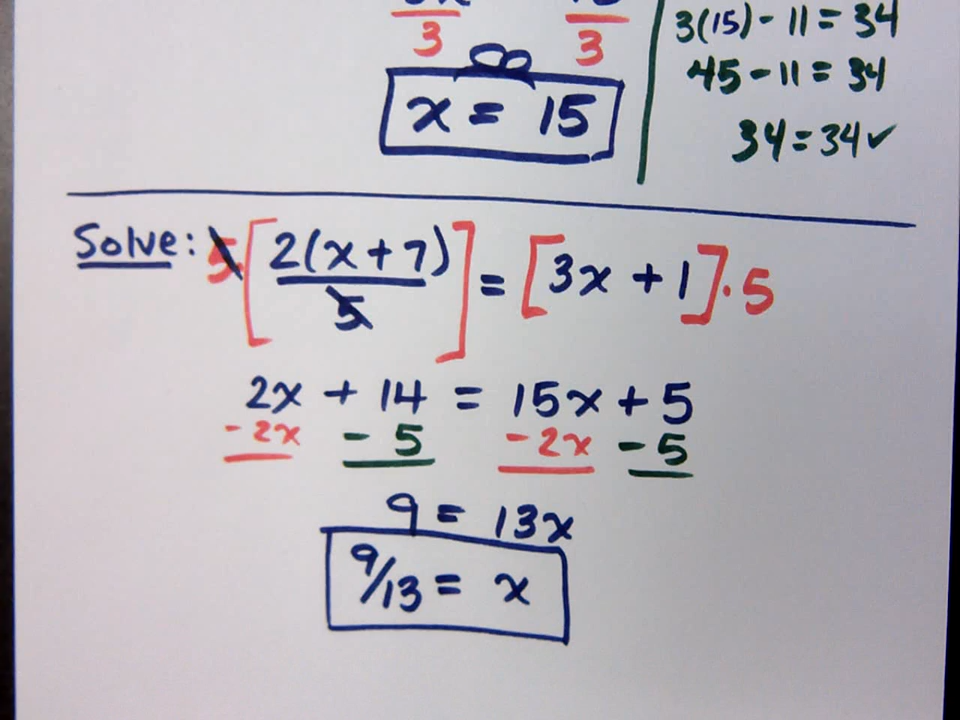 3 3
x = 15
3(15) - 11 = 34
45 - 11 = 34
34 = 34 ✓
Solve: 5 · [ 2(x + 7) / 5 ] = [ 3x + 1 ] · 5
2x + 14 = 15x + 5
- 2x - 5 - 2x - 5
9 = 13x
9/13 = x